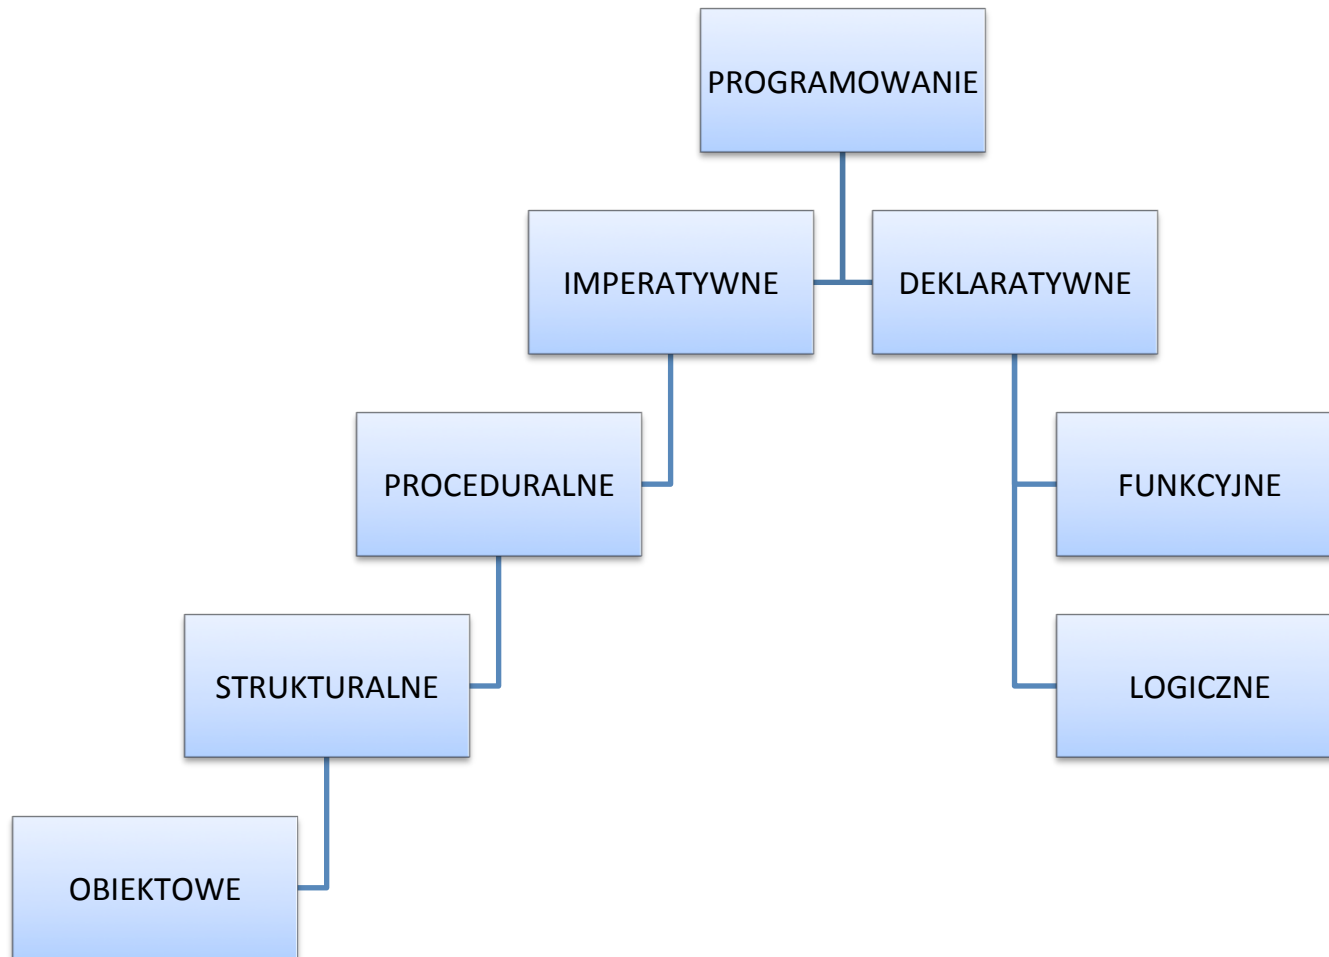 PROGRAMOWANIE
IMPERATYWNE
DEKLARATYWNE
PROCEDURALNE
FUNKCYJNE
STRUKTURALNE
LOGICZNE
OBIEKTOWE